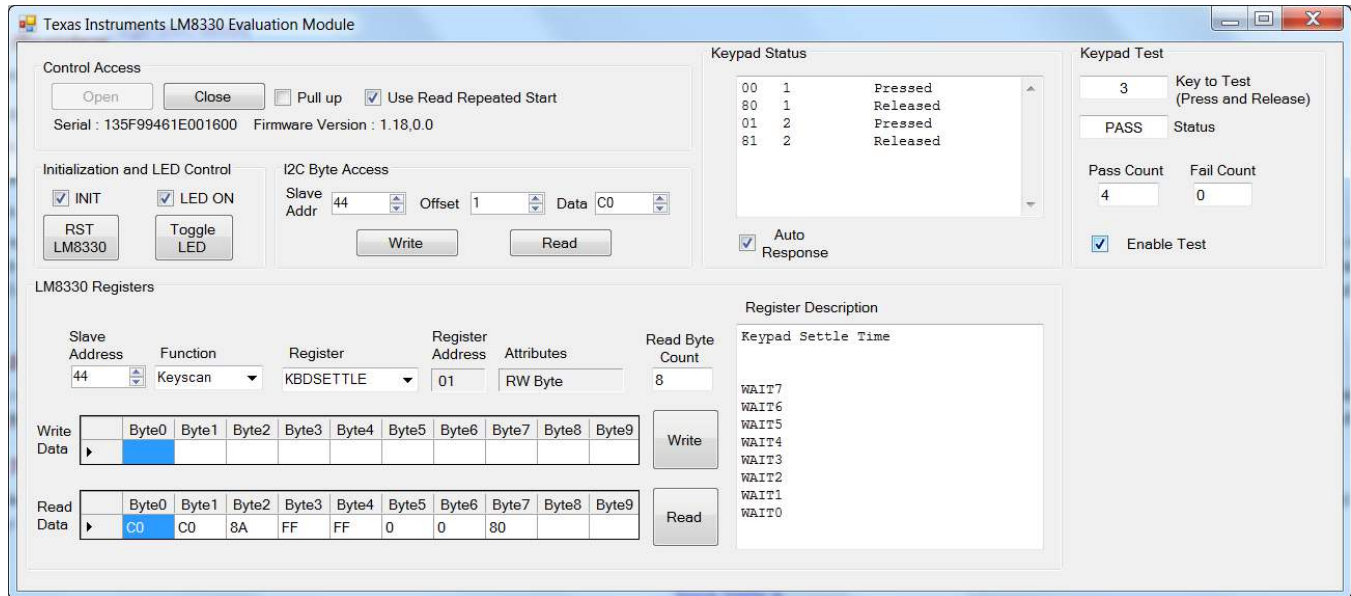 Texas Instruments LM8330 Evaluation Module
Control Access
Open Close Pull up Use Read Repeated Start
Serial : 135F99461E001600 Firmware Version : 1.18,0.0
Initialization and LED Control
INIT LED ON
RST LM8330
Toggle LED
I2C Byte Access
Slave Addr 44 Offset 1 Data C0
Write Read
Keypad Status
00 1 Pressed
80 1 Released
01 2 Pressed
81 2 Released
Auto Response
Keypad Test
3 Key to Test
(Press and Release)
PASS Status
Pass Count Fail Count
4 0
Enable Test
LM8330 Registers
Slave Address Function Register Register Address Attributes Read Byte Count
44 Keyscan KBDSETTLE 01 RW Byte 8
Write Data
Byte0 Byte1 Byte2 Byte3 Byte4 Byte5 Byte6 Byte7 Byte8 Byte9
Write
Read Data
Byte0 Byte1 Byte2 Byte3 Byte4 Byte5 Byte6 Byte7 Byte8 Byte9
C0 C0 8A FF FF 0 0 80
Read
Register Description
Keypad Settle Time
WAIT7
WAIT6
WAIT5
WAIT4
WAIT3
WAIT2
WAIT1
WAIT0